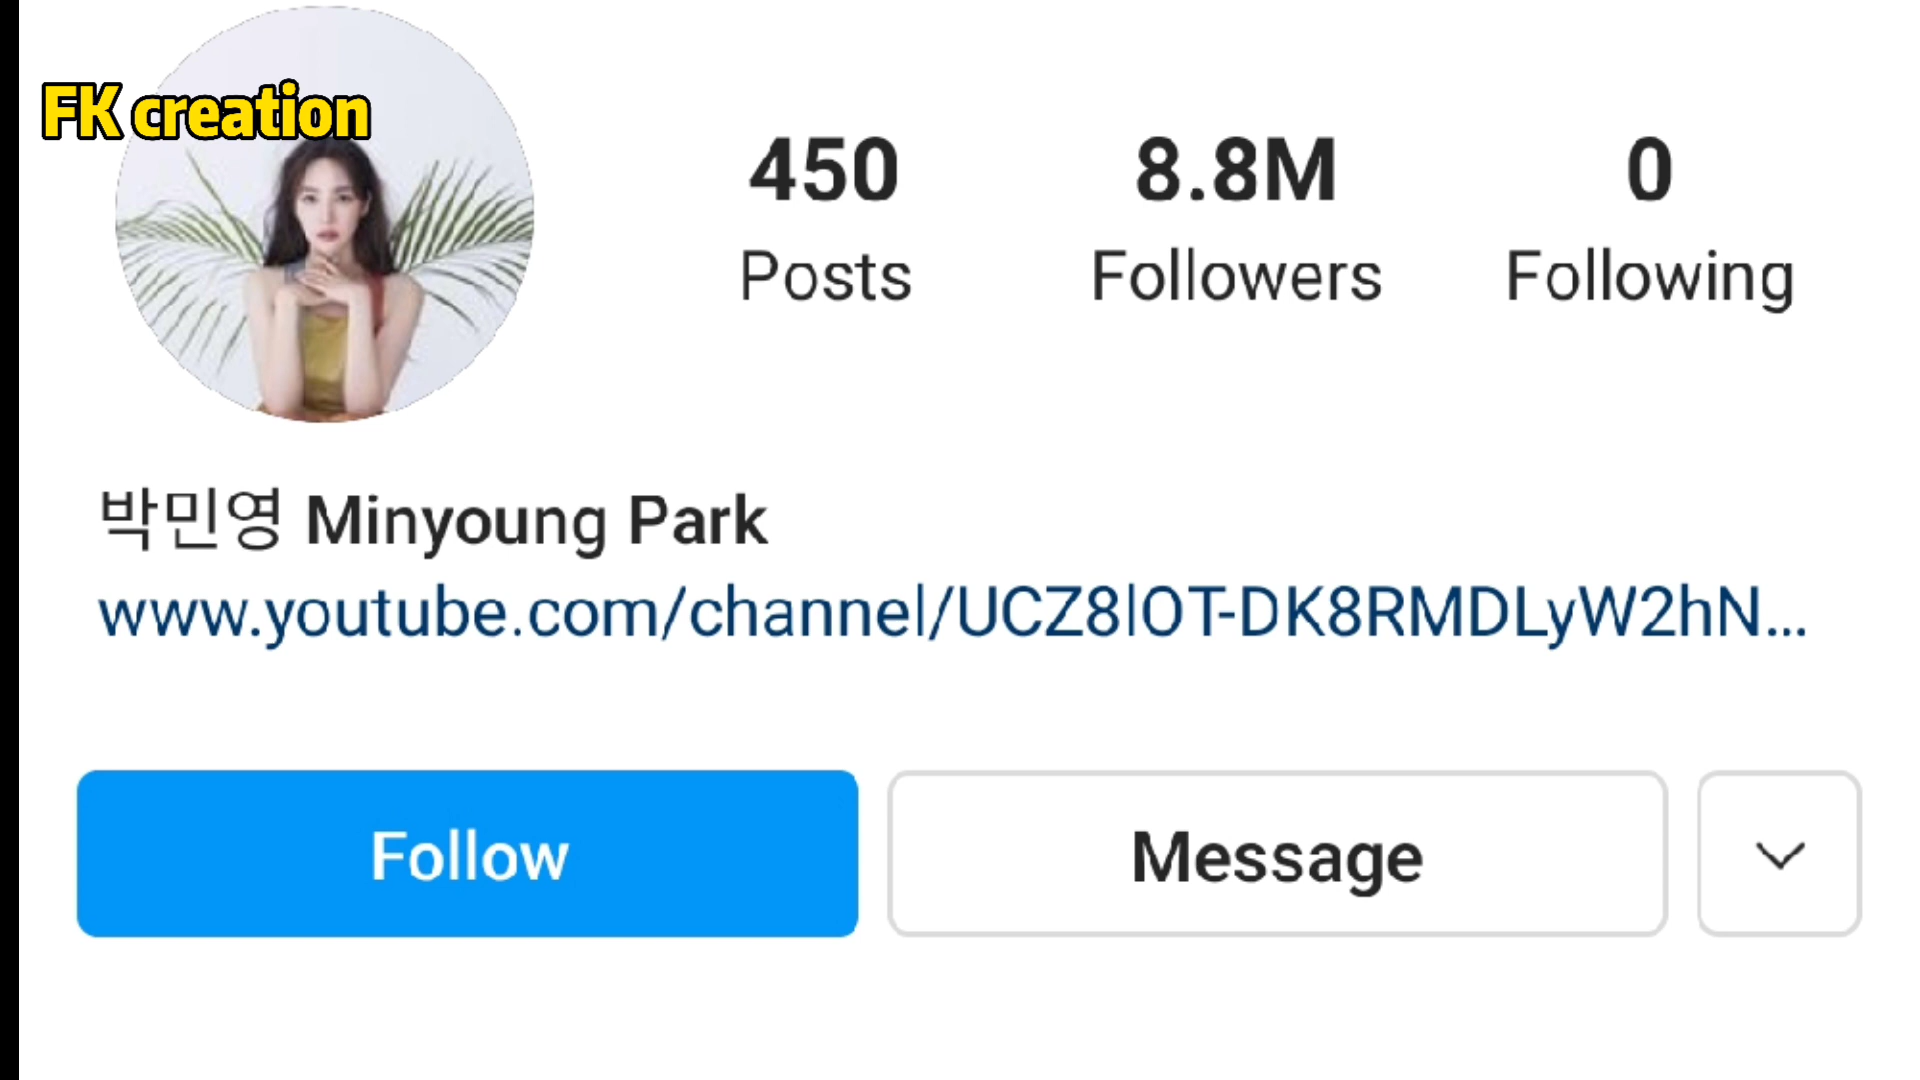 FK creation
450 8.8M 0
Posts Followers Following
박민영 Minyoung Park
www.youtube.com/channel/UCZ8lOT-DK8RMDLyW2hN...
Follow Message